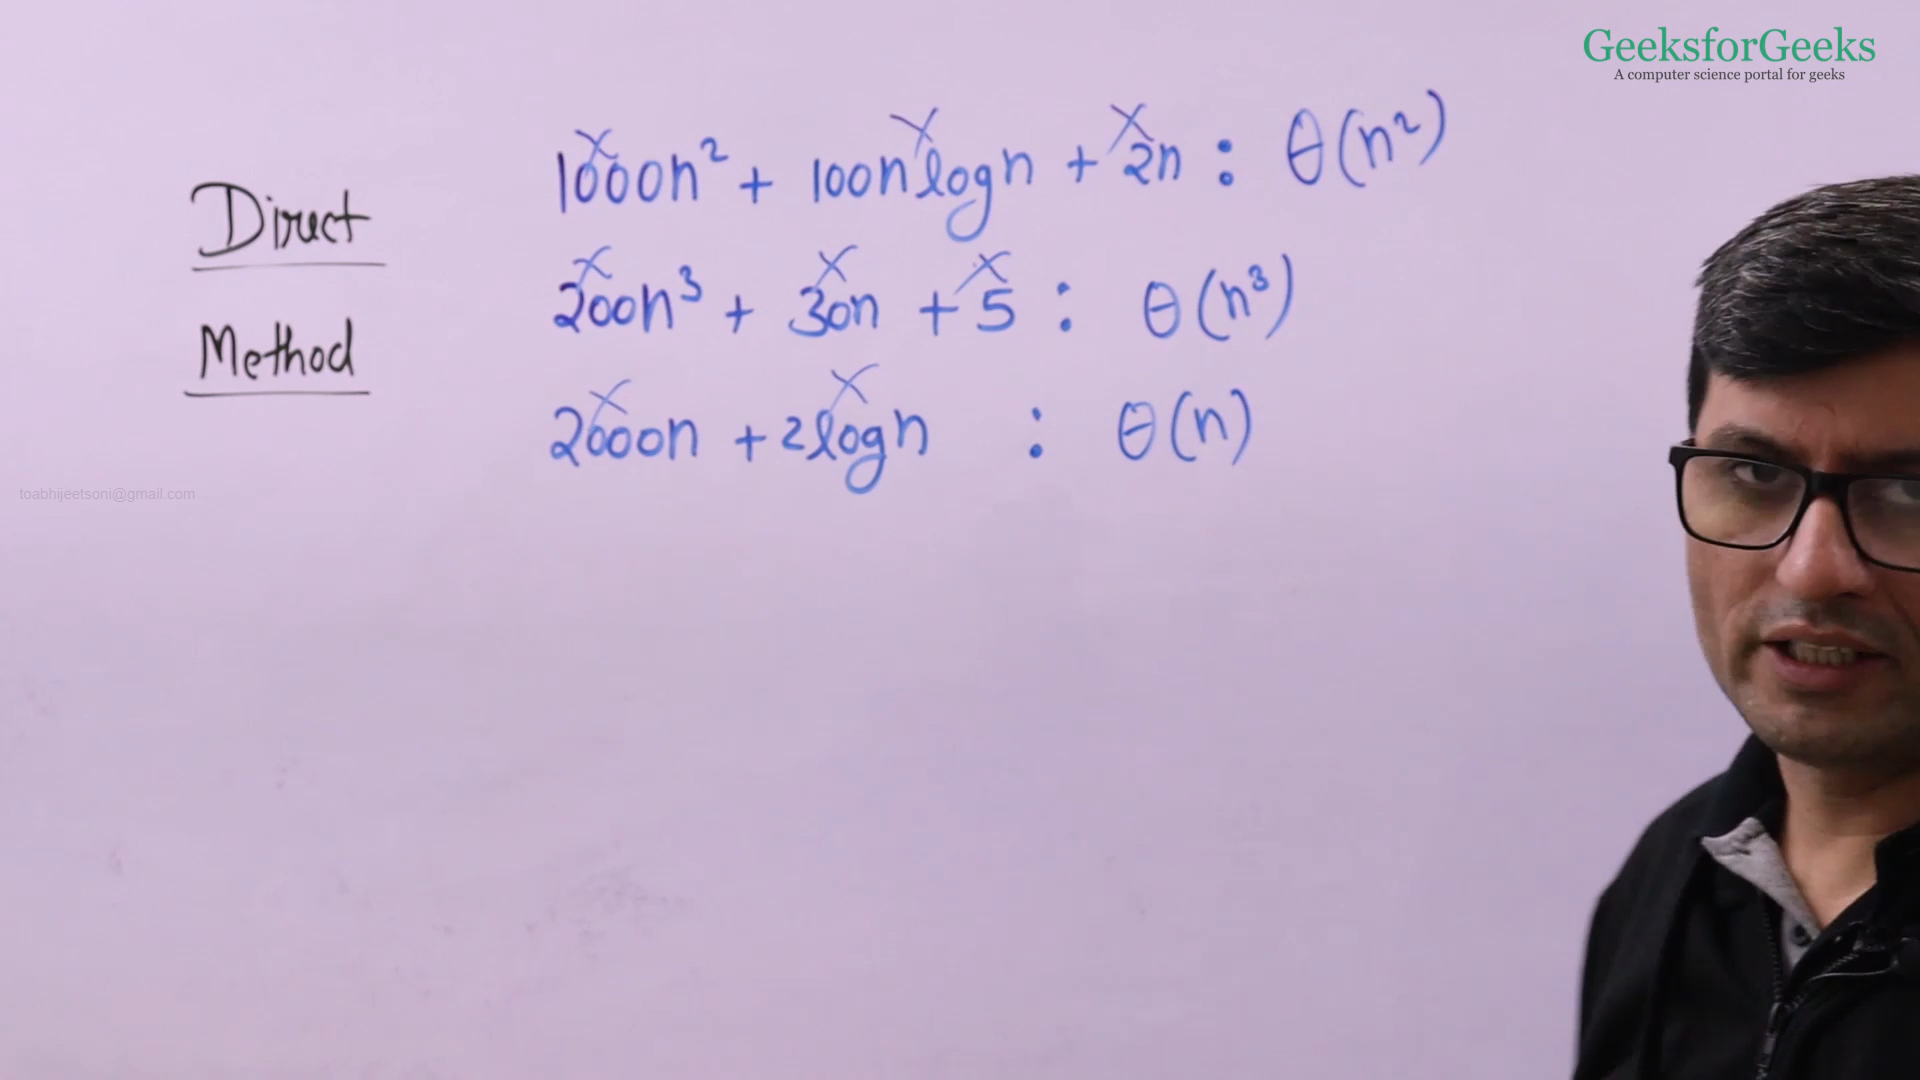 GeeksforGeeks
A computer science portal for geeks
Direct
Method
1000n² + 100nlogn + 2n : θ(n²)
200n³ + 30n + 5 : θ(n³)
2000n + 2logn : θ(n)
toabhijeetsoni@gmail.com